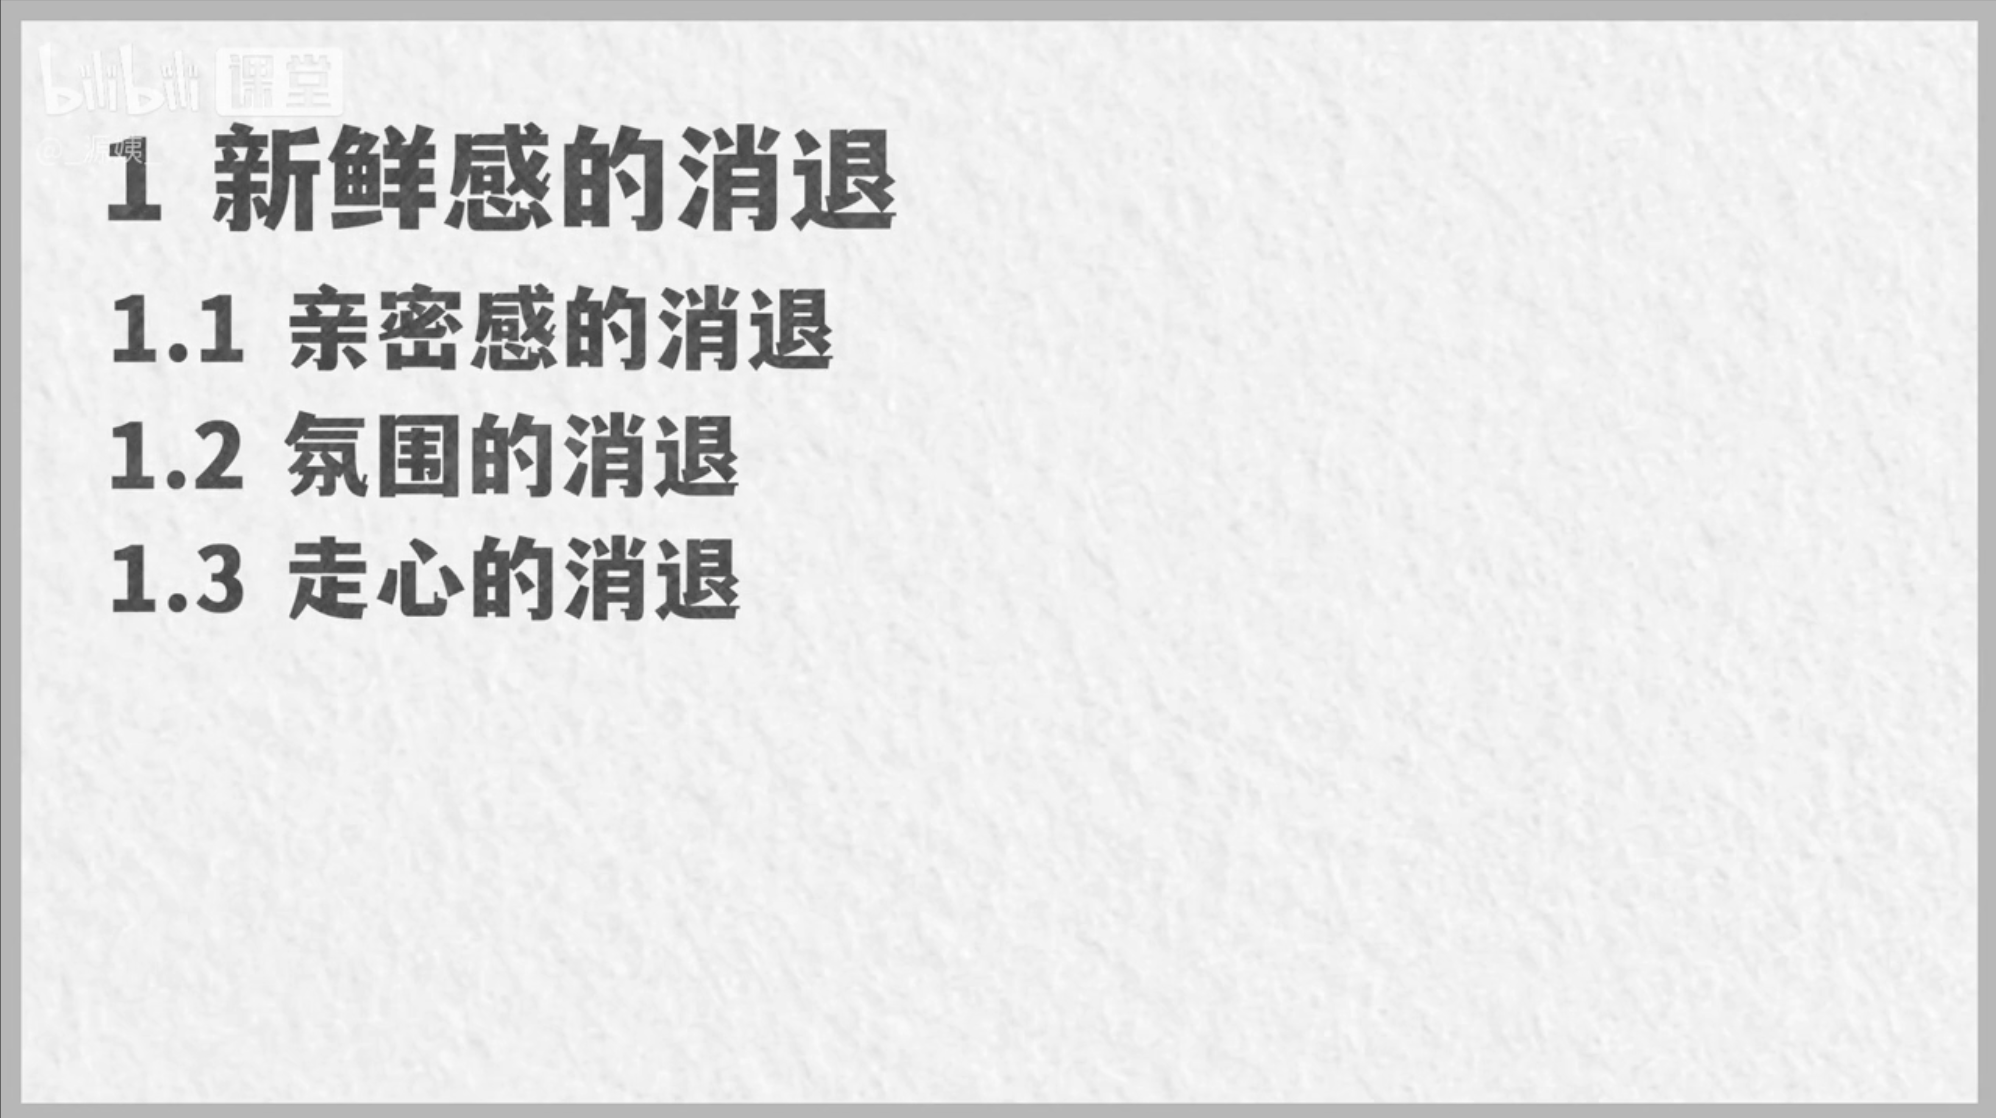 bilibili 课堂
1 新鲜感的消退
1.1 亲密感的消退
1.2 氛围的消退
1.3 走心的消退